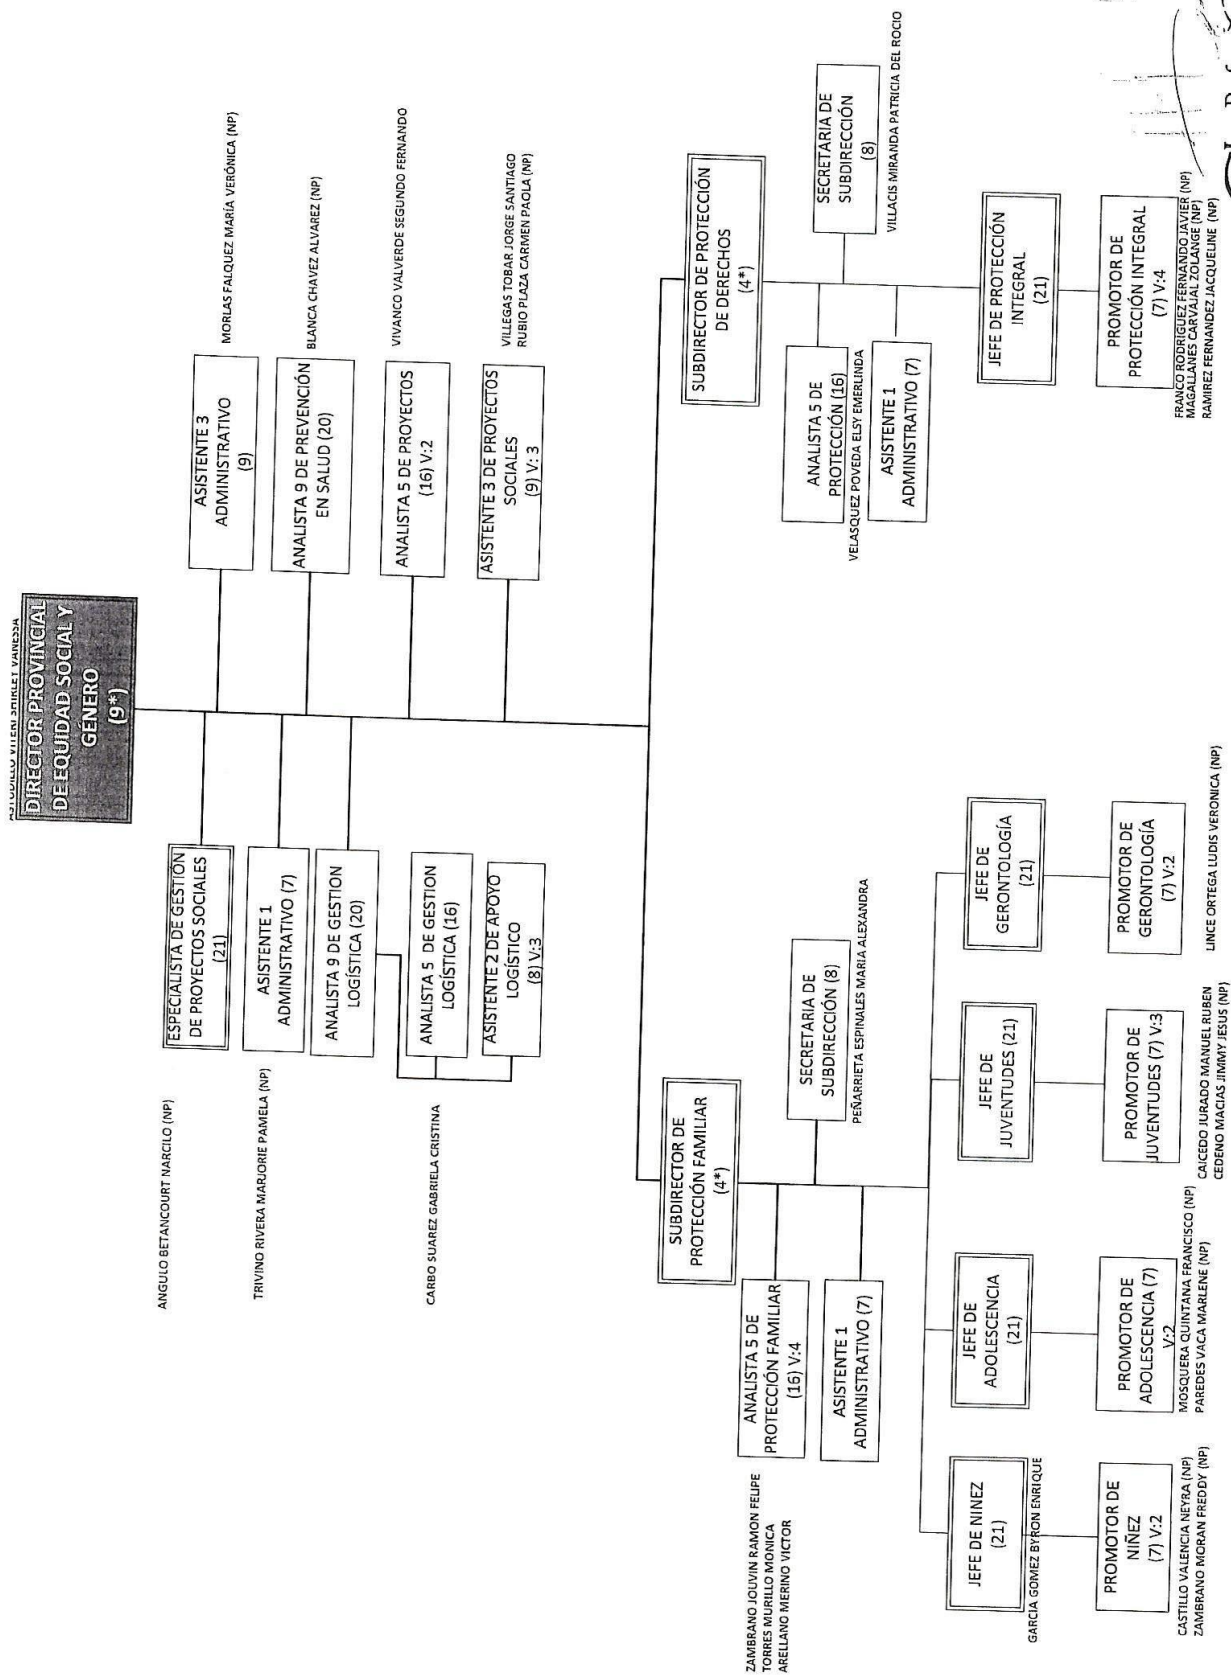 ASTUDILLO VITERI SHIRLEY VANESSA
DIRECTOR PROVINCIAL
DE EQUIDAD SOCIAL Y
GÉNERO
(9*)
ANGULO BETANCOURT NARCILO (NP)
ESPECIALISTA DE GESTIÓN
DE PROYECTOS SOCIALES
(21)
ASISTENTE 3
ADMINISTRATIVO
(9)
MORLAS FALQUEZ MARÍA VERÓNICA (NP)
TRIVINO RIVERA MARJORIE PAMELA (NP)
ASISTENTE 1
ADMINISTRATIVO (7)
ANALISTA 9 DE PREVENCIÓN
EN SALUD (20)
BLANCA CHAVEZ ALVAREZ (NP)
ANALISTA 9 DE GESTION
LOGÍSTICA (20)
ANALISTA 5 DE PROYECTOS
(16) V:2
VIVANCO VALVERDE SEGUNDO FERNANDO
CARBO SUAREZ GABRIELA CRISTINA
ANALISTA 5 DE GESTION
LOGÍSTICA (16)
ASISTENTE 2 DE APOYO
LOGÍSTICO
(8) V:3
ASISTENTE 3 DE PROYECTOS
SOCIALES
(9) V: 3
VILLEGAS TOBAR JORGE SANTIAGO
RUBIO PLAZA CARMEN PAOLA (NP)
SUBDIRECTOR DE
PROTECCIÓN FAMILIAR
(4*)
SUBDIRECTOR DE PROTECCIÓN
DE DERECHOS
(4*)
ZAMBRANO JOUVIN RAMON FELIPE
TORRES MURILLO MONICA
ARELLANO MERINO VICTOR
ANALISTA 5 DE
PROTECCIÓN FAMILIAR
(16) V:4
SECRETARIA DE
SUBDIRECCIÓN (8)
PEÑARRIETA ESPINALES MARIA ALEXANDRA
ASISTENTE 1
ADMINISTRATIVO (7)
ANALISTA 5 DE
PROTECCIÓN (16)
VELASQUEZ POVEDA ELSY EMERLINDA
SECRETARIA DE
SUBDIRECCIÓN
(8)
VILLACIS MIRANDA PATRICIA DEL ROCIO
ASISTENTE 1
ADMINISTRATIVO (7)
JEFE DE NINEZ
(21)
GARCIA GOMEZ BYRON ENRIQUE
JEFE DE
ADOLESCENCIA
(21)
JEFE DE
JUVENTUDES (21)
JEFE DE
GERONTOLOGÍA
(21)
JEFE DE PROTECCIÓN
INTEGRAL
(21)
PROMOTOR DE
NIÑEZ
(7) V:2
CASTILLO VALENCIA NEYRA (NP)
ZAMBRANO MORAN FREDDY (NP)
PROMOTOR DE
ADOLESCENCIA (7)
V:2
MOSQUERA QUINTANA FRANCISCO (NP)
PAREDES VACA MARLENE (NP)
PROMOTOR DE
JUVENTUDES (7) V:3
CAICEDO JURADO MANUEL RUBEN
CEDENO MACIAS JIMMY JESUS (NP)
PROMOTOR DE
GERONTOLOGÍA
(7) V:2
LINCE ORTEGA LUDIS VERONICA (NP)
PROMOTOR DE
PROTECCIÓN INTEGRAL
(7) V:4
FRANCO RODRIGUEZ FERNANDO JAVIER (NP)
MAGALLANES CARVAJAL ZOLANGE (NP)
RAMIREZ FERNANDEZ JACQUELINE (NP)